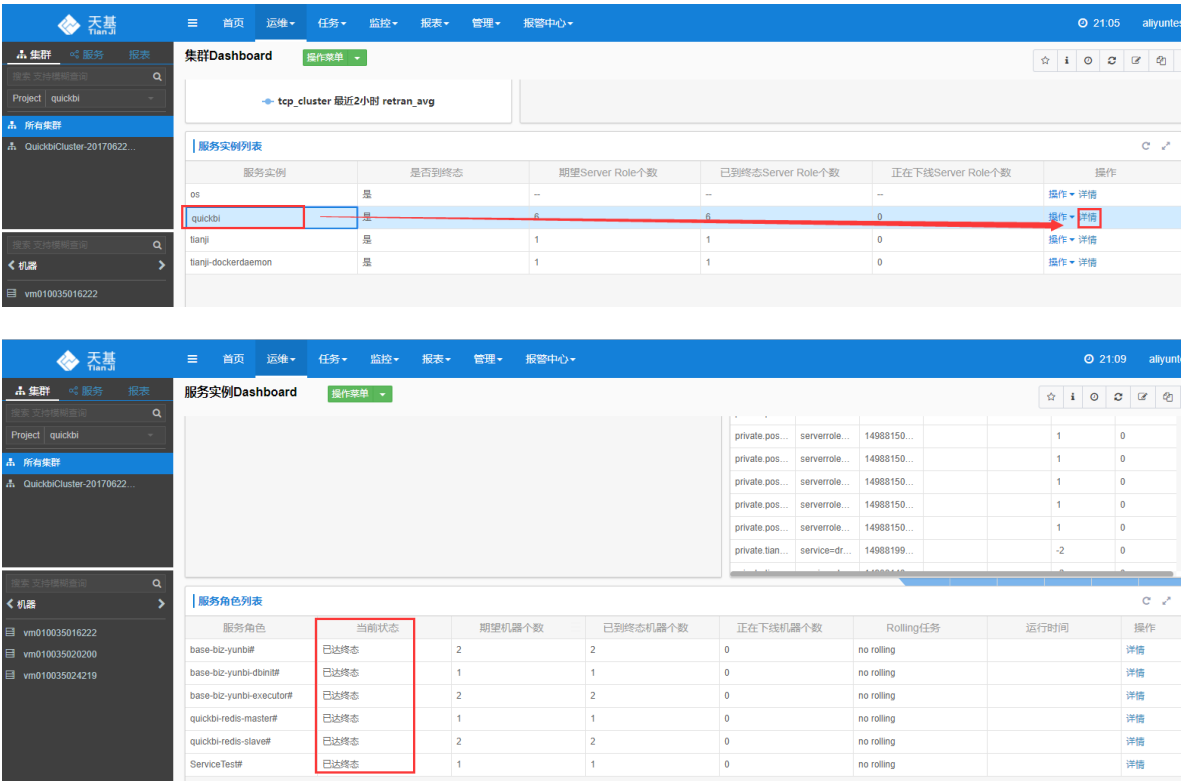 天基 TianJi 首页 运维 任务 监控 报表 管理 报警中心 21:05 aliyuntes
集群 服务 报表 集群Dashboard 操作菜单
搜索 支持模糊查询
Project quickbi
tcp_cluster 最近2小时 retran_avg
所有集群
QuickbiCluster-20170622...
服务实例列表
服务实例 是否到终态 期望Server Role个数 已到终态Server Role个数 正在下线Server Role个数 操作
os 是 -- -- -- 操作 详情
quickbi 是 6 6 0 操作 详情
搜索 支持模糊查询
tianji 是 1 1 0 操作 详情
机器
tianji-dockerdaemon 是 1 1 0 操作 详情
vm010035016222
天基 TianJi 首页 运维 任务 监控 报表 管理 报警中心 21:09 aliyunt
集群 服务 报表 服务实例Dashboard 操作菜单
搜索 支持模糊查询
Project quickbi
private.pos... serverrole... 14988150... 1 0
所有集群
private.pos... serverrole... 14988150... 1 0
QuickbiCluster-20170622...
private.pos... serverrole... 14988150... 1 0
private.pos... serverrole... 14988150... 1 0
private.pos... serverrole... 14988150... 1 0
private.tian... service=dr... 14988199... -2 0
搜索 支持模糊查询
机器
服务角色列表
服务角色 当前状态 期望机器个数 已到终态机器个数 正在下线机器个数 Rolling任务 运行时间 操作
vm010035016222
vm010035020200
vm010035024219
base-biz-yunbi# 已达终态 2 2 0 no rolling 详情
base-biz-yunbi-dbinit# 已达终态 1 1 0 no rolling 详情
base-biz-yunbi-executor# 已达终态 2 2 0 no rolling 详情
quickbi-redis-master# 已达终态 1 1 0 no rolling 详情
quickbi-redis-slave# 已达终态 2 2 0 no rolling 详情
ServiceTest# 已达终态 1 1 0 no rolling 详情